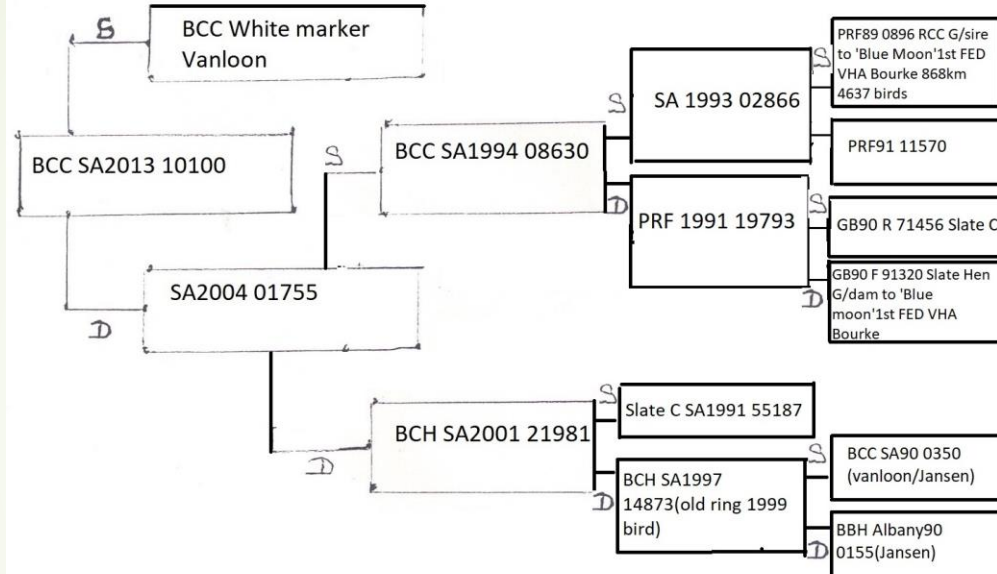 S
BCC White marker
Vanloon
BCC SA2013 10100
D
SA2004 01755
S
BCC SA1994 08630
S
SA 1993 02866
S
PRF89 0896 RCC G/sire
to 'Blue Moon'1st FED
VHA Bourke 868km
4637 birds
PRF91 11570
D
PRF 1991 19793
S
GB90 R 71456 Slate C
D
GB90 F 91320 Slate Hen
G/dam to 'Blue
moon'1st FED VHA
Bourke
D
BCH SA2001 21981
S
Slate C SA1991 55187
D
BCH SA1997
14873(old ring 1999
bird)
S
BCC SA90 0350
(vanloon/Jansen)
D
BBH Albany90
0155(Jansen)